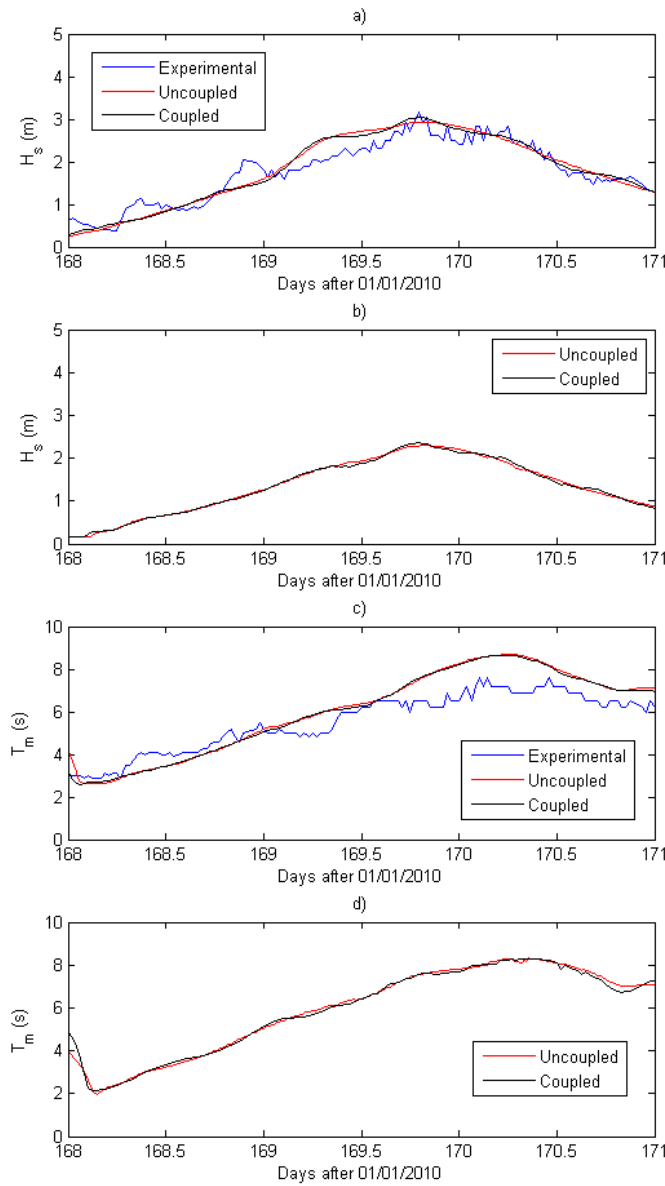 a)
5
4
3
2
1
0
H_s (m)
Experimental
Uncoupled
Coupled
168 168.5 169 169.5 170 170.5 171
Days after 01/01/2010
b)
5
4
3
2
1
0
H_s (m)
Uncoupled
Coupled
168 168.5 169 169.5 170 170.5 171
Days after 01/01/2010
c)
10
8
6
4
2
0
T_m (s)
Experimental
Uncoupled
Coupled
168 168.5 169 169.5 170 170.5 171
Days after 01/01/2010
d)
10
8
6
4
2
0
T_m (s)
Uncoupled
Coupled
168 168.5 169 169.5 170 170.5 171
Days after 01/01/2010